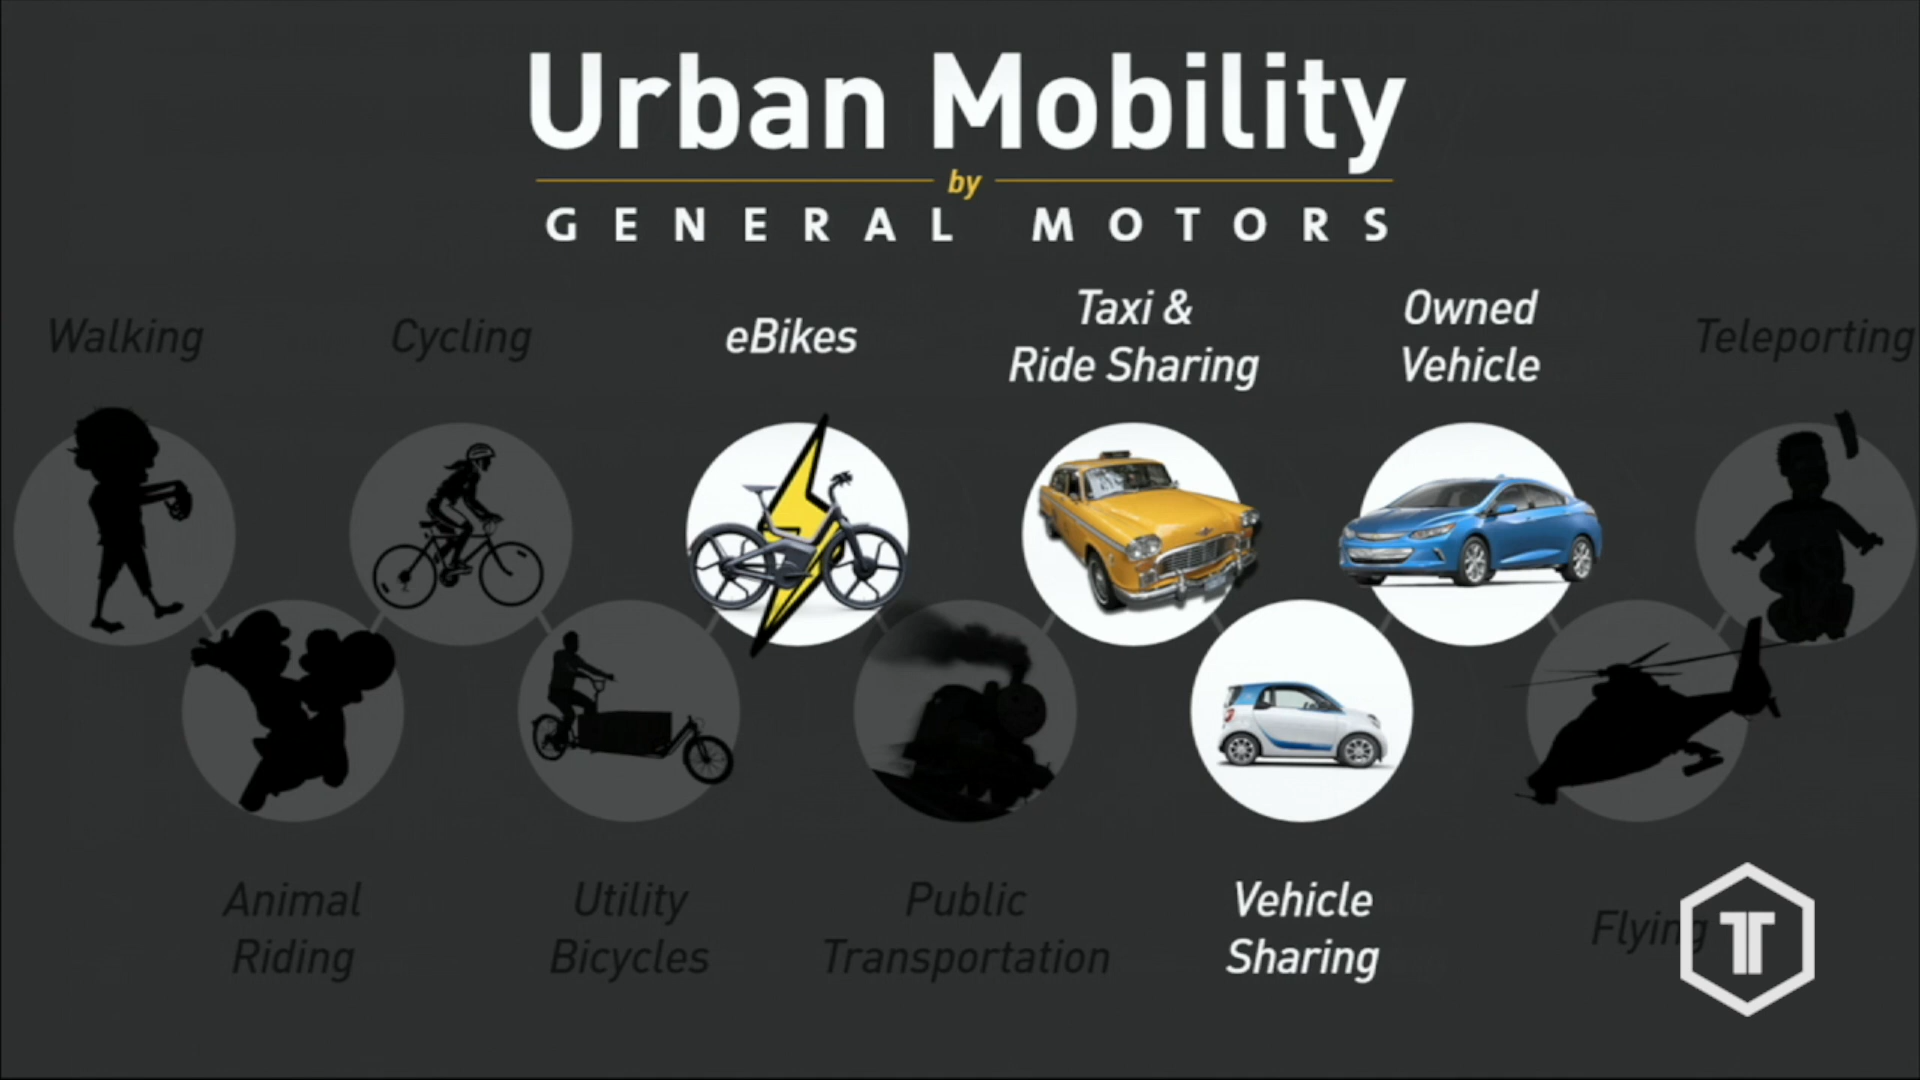 Urban Mobility
by
GENERAL MOTORS
Walking
Cycling
eBikes
Taxi &
Ride Sharing
Owned
Vehicle
Teleporting
Animal
Riding
Utility
Bicycles
Public
Transportation
Vehicle
Sharing
Flying